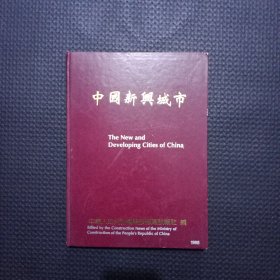 中國新興城市
The New and
Developing Cities of China
編
Edited by the Construction News of the Ministry of
Construction of the People's Republic of China
1988